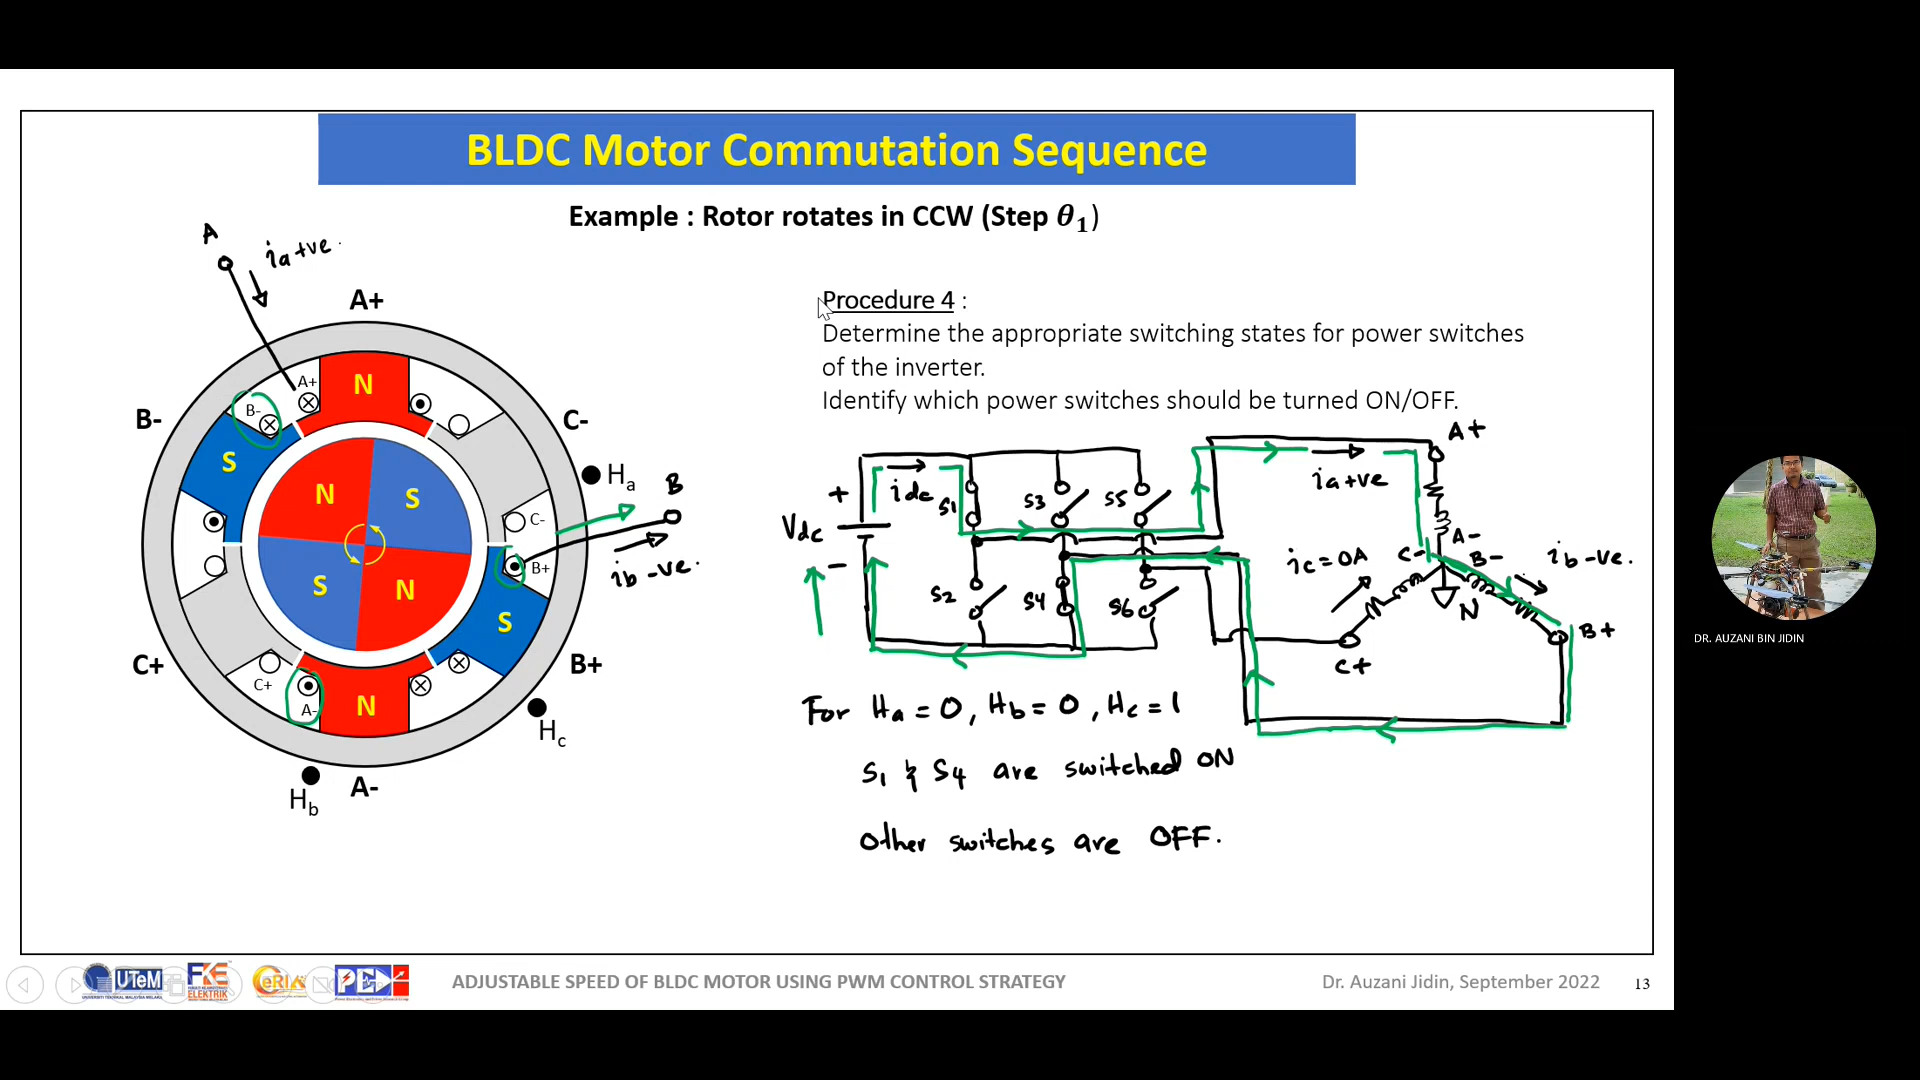 BLDC Motor Commutation Sequence
Example : Rotor rotates in CCW (Step θ₁)
A
ia +ve.
A+
A+
N
B-
B-
C-
S
N
S
Ha
B
C-
B+
ib -ve.
S
N
S
C+
C+
A-
N
B+
Hc
Hb
A-
Procedure 4 :
Determine the appropriate switching states for power switches
of the inverter.
Identify which power switches should be turned ON/OFF.
A+
+
idc
S1
S3
S5
ia +ve
Vdc
-
A-
C-
B-
ic = 0A
ib -ve.
S2
S4
S6
N
B+
C+
For Ha = 0, Hb = 0, Hc = 1
S1 & S4 are switched ON
Other switches are OFF.
UTeM
FKE
ELEKTRIK
ADJUSTABLE SPEED OF BLDC MOTOR USING PWM CONTROL STRATEGY
Dr. Auzani Jidin, September 2022
13
DR. AUZANI BIN JIDIN